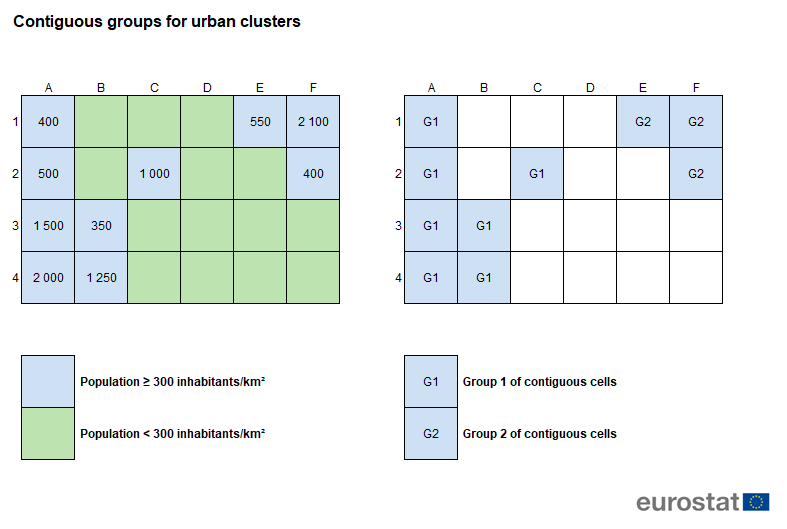 Contiguous groups for urban clusters
A B C D E F A B C D E F
1 400 550 2 100 1 G1 G2 G2
2 500 1 000 400 2 G1 G1 G2
3 1 500 350 3 G1 G1
4 2 000 1 250 4 G1 G1
Population ≥ 300 inhabitants/km² G1 Group 1 of contiguous cells
Population < 300 inhabitants/km² G2 Group 2 of contiguous cells
eurostat